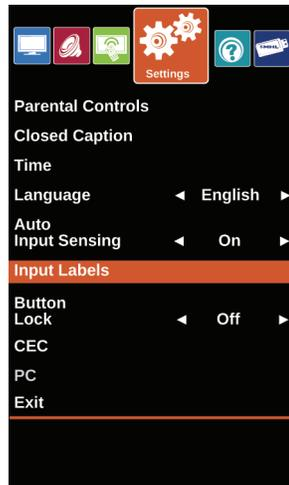 ?
MHL
Settings
Parental Controls
Closed Caption
Time
Language ◄ English ►
Auto
Input Sensing ◄ On ►
Input Labels
Button
Lock ◄ Off ►
CEC
PC
Exit